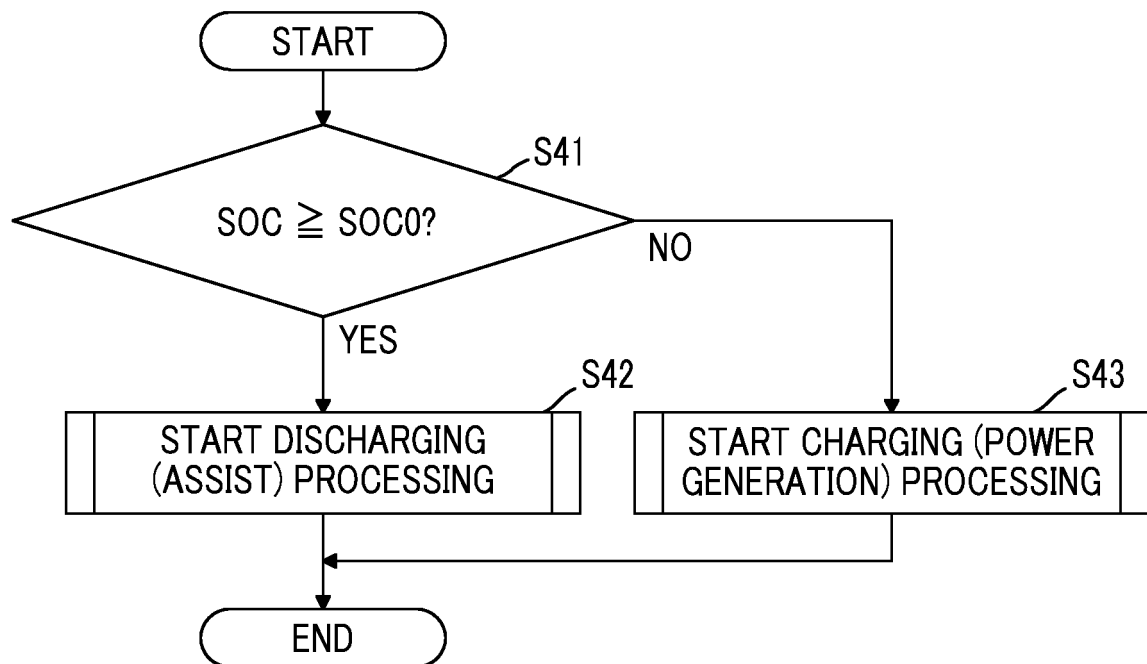 START
S41
SOC ≧ SOC0?
NO
YES
S42
START DISCHARGING
(ASSIST) PROCESSING
S43
START CHARGING (POWER
GENERATION) PROCESSING
END